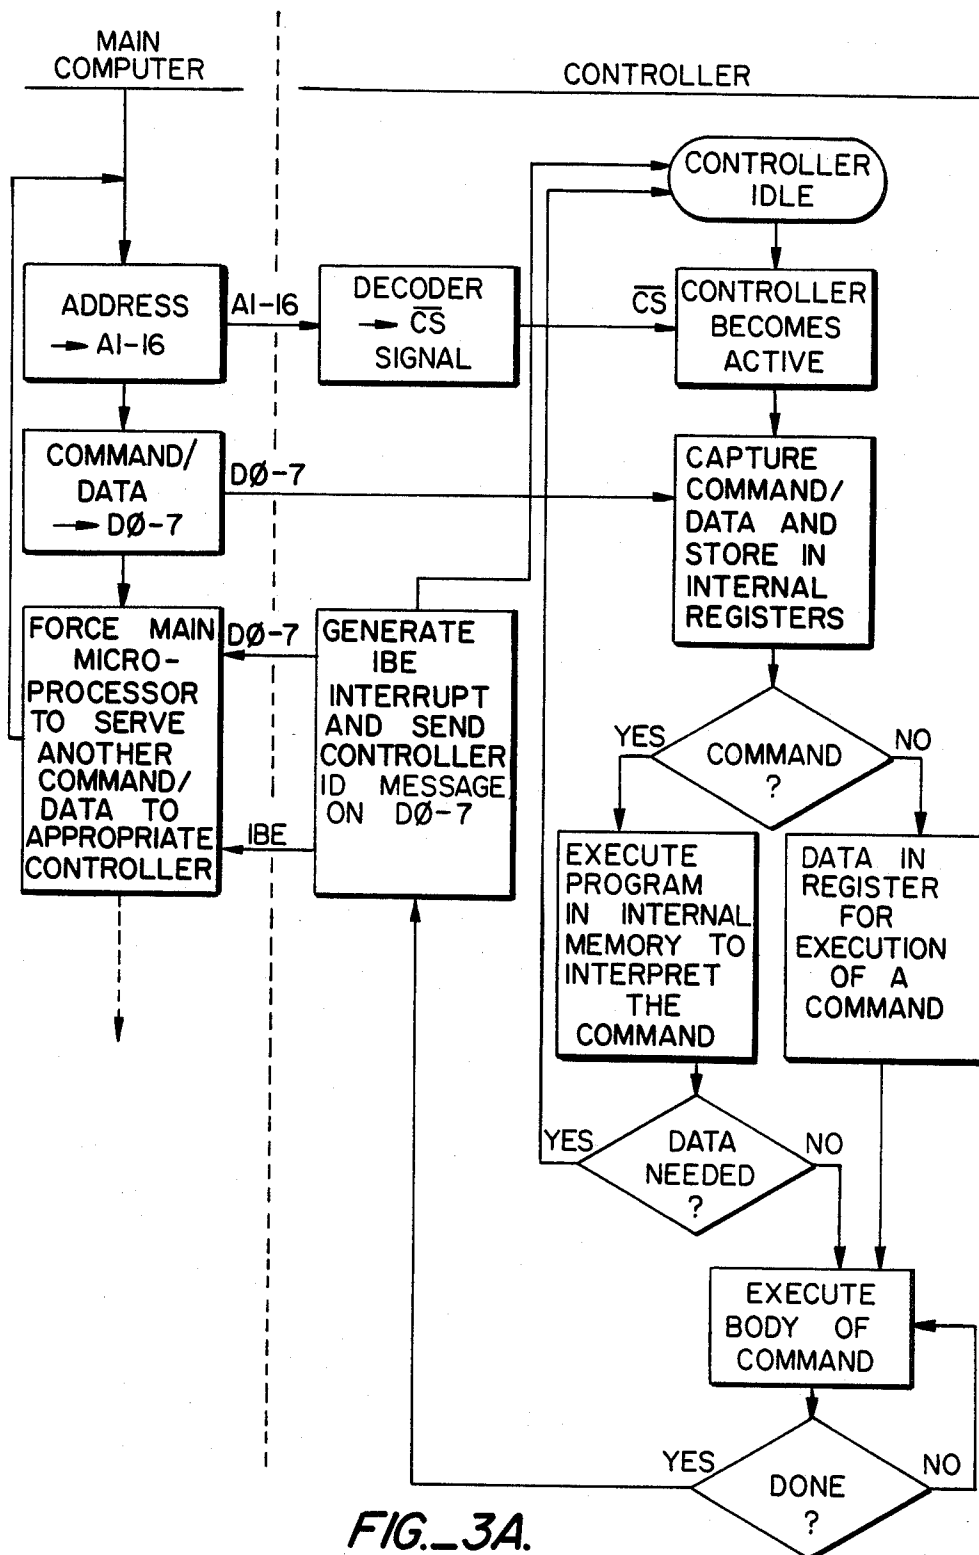 MAIN
COMPUTER
CONTROLLER
CONTROLLER
IDLE
ADDRESS
→ A1-16
A1-16
DECODER
→ C̅S̅
SIGNAL
C̅S̅
CONTROLLER
BECOMES
ACTIVE
COMMAND/
DATA
→ DØ-7
DØ-7
CAPTURE
COMMAND/
DATA AND
STORE IN
INTERNAL
REGISTERS
FORCE MAIN
MICRO-
PROCESSOR
TO SERVE
ANOTHER
COMMAND/
DATA TO
APPROPRIATE
CONTROLLER
DØ-7
IBE
GENERATE
IBE
INTERRUPT
AND SEND
CONTROLLER
ID MESSAGE
ON DØ-7
YES
COMMAND
?
NO
EXECUTE
PROGRAM
IN INTERNAL
MEMORY TO
INTERPRET
THE
COMMAND
DATA IN
REGISTER
FOR
EXECUTION
OF A
COMMAND
YES
DATA
NEEDED
?
NO
EXECUTE
BODY OF
COMMAND
YES
DONE
?
NO
FIG._3A.